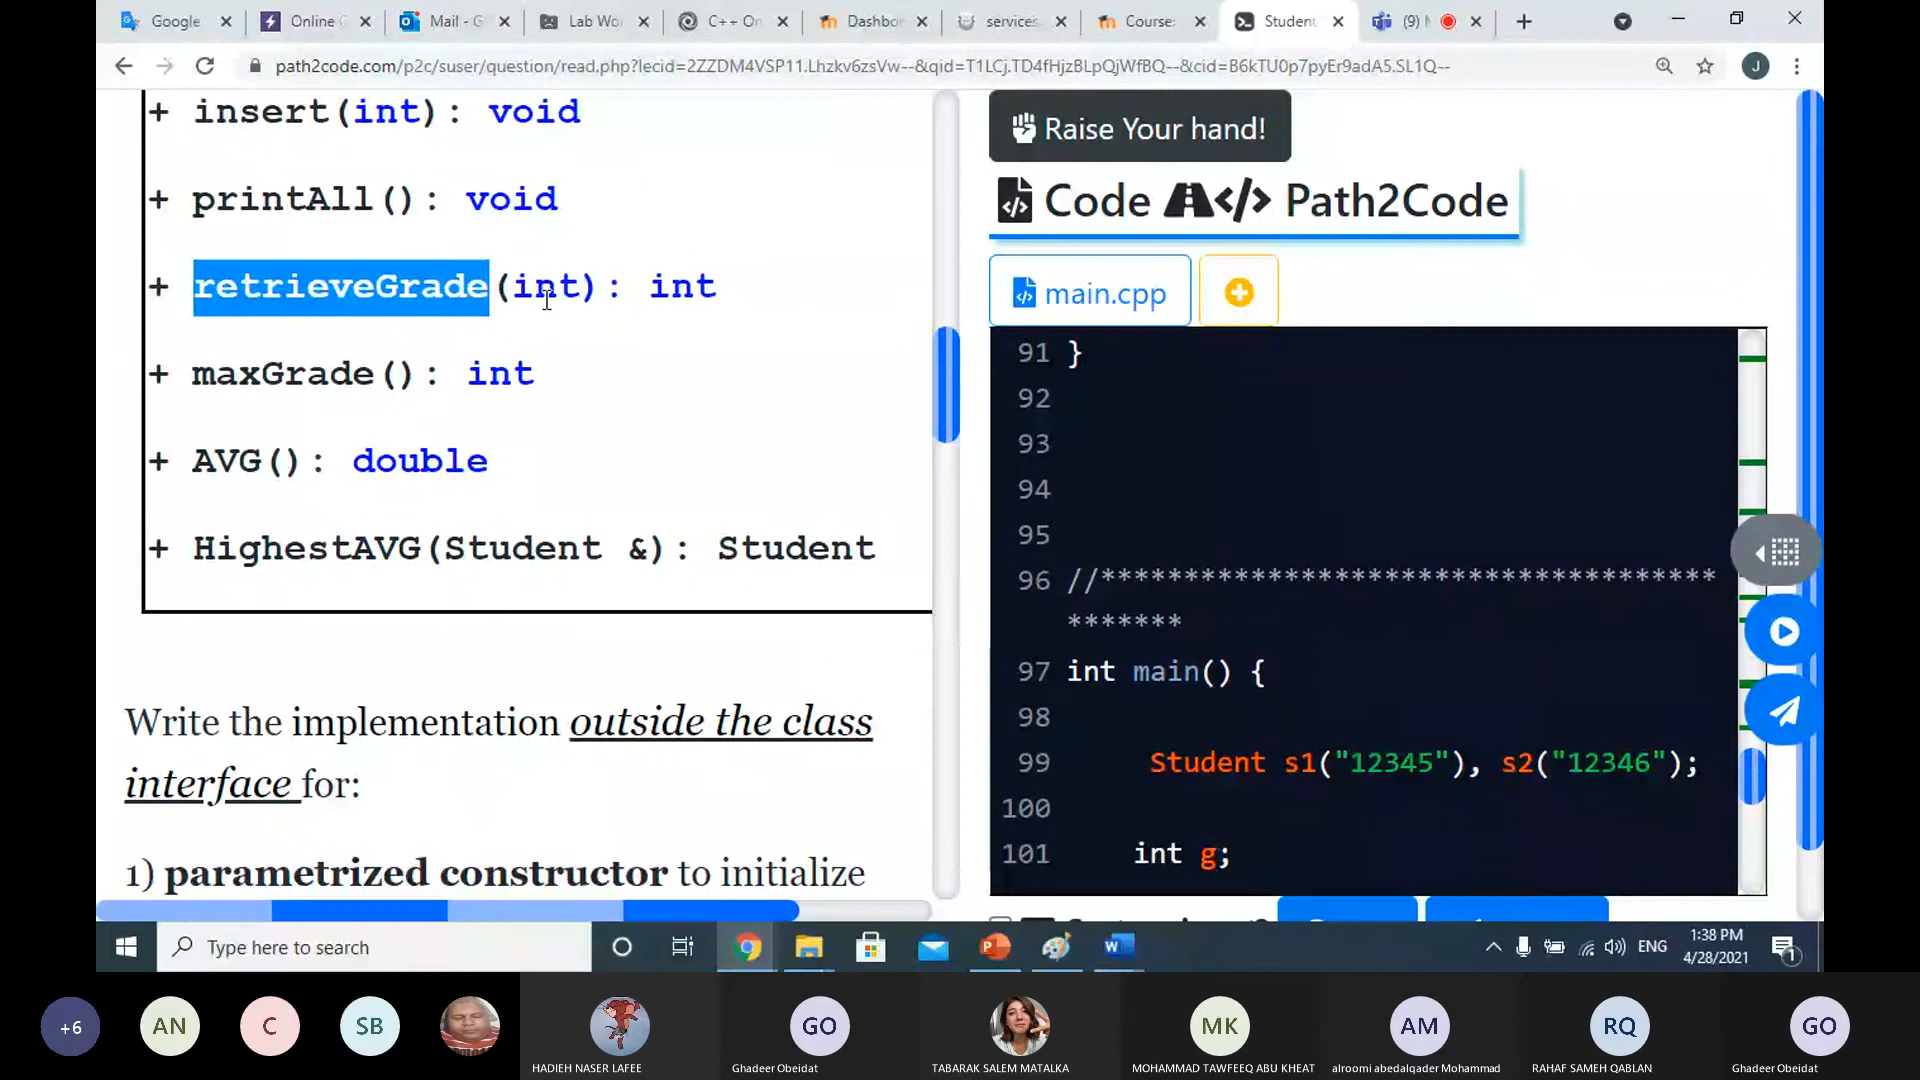 Google
Online G
Mail - G
Lab Wo
C++ On
Dashbo
services
Course
Student
(9)
path2code.com/p2c/suser/question/read.php?lecid=2ZZDM4VSP11.Lhzkv6zsVw--&qid=T1LCj.TD4fHjzBLpQjWfBQ--&cid=B6kTU0p7pyEr9adA5.SL1Q--
J
+ insert(int): void
+ printAll(): void
+ retrieveGrade(int): int
+ maxGrade(): int
+ AVG(): double
+ HighestAVG(Student &): Student
Write the implementation outside the class
interface for:
1) parametrized constructor to initialize
Raise Your hand!
Code </> Path2Code
main.cpp
91 }
92
93
94
95
96 //*************************************
*******
97 int main() {
98
99 Student s1("12345"), s2("12346");
100
101 int g;
Type here to search
ENG
1:38 PM
4/28/2021
1
+6
AN
C
SB
GO
MK
AM
RQ
GO
HADIEH NASER LAFEE
Ghadeer Obeidat
TABARAK SALEM MATALKA
MOHAMMAD TAWFEEQ ABU KHEAT
alroomi abedalqader Mohammad
RAHAF SAMEH QABLAN
Ghadeer Obeidat